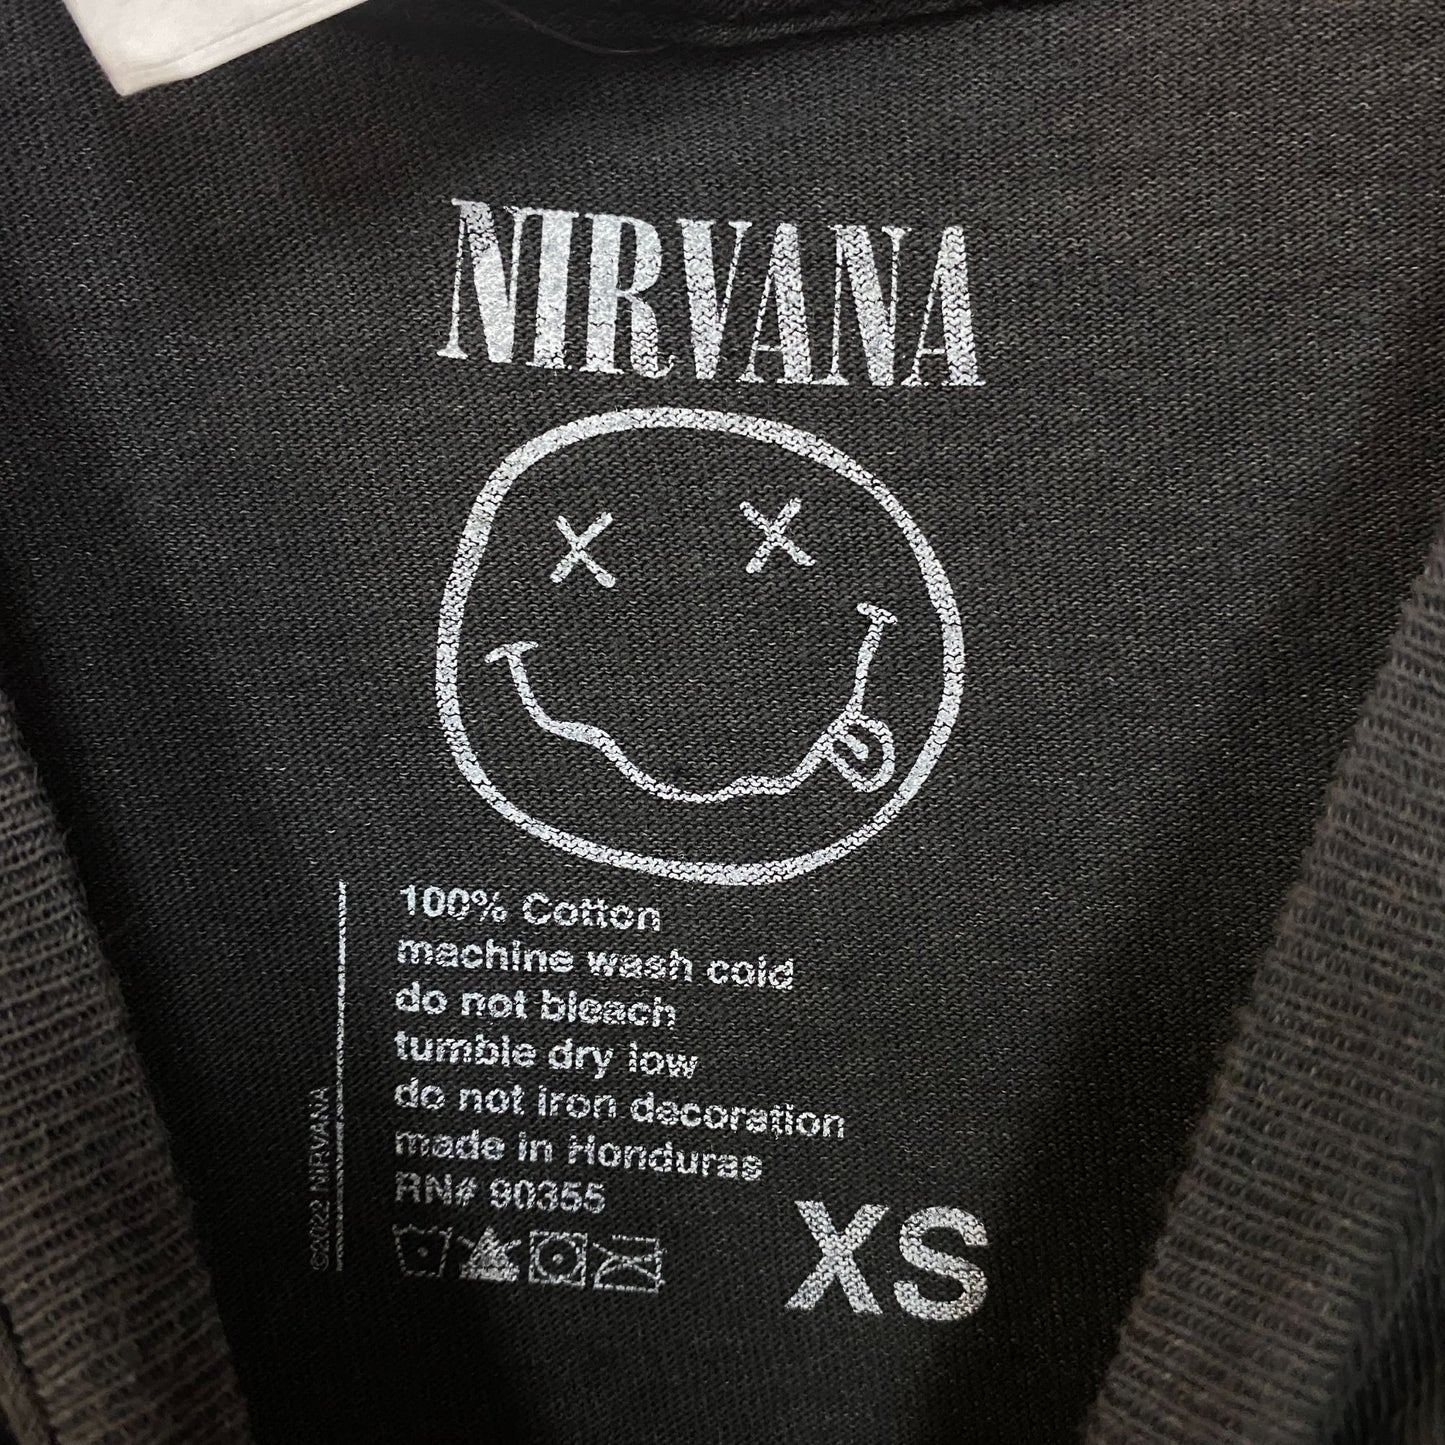 NIRVANA
100% Cotton
machine wash cold
do not bleach
tumble dry low
do not iron decoration
made in Honduras
RN# 90355
XS
©2022 NIRVANA